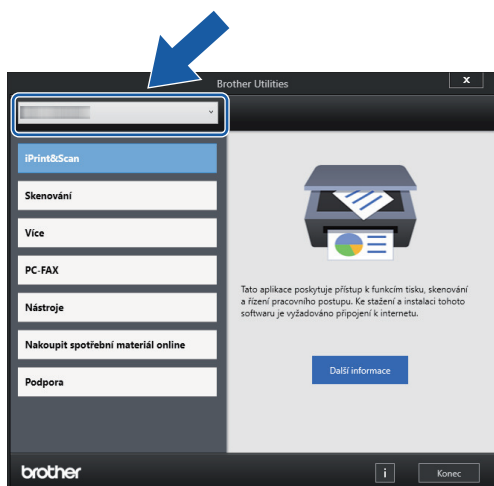 Brother Utilities
x
iPrint&Scan
Skenování
Více
PC-FAX
Nástroje
Nakoupit spotřební materiál online
Podpora
Tato aplikace poskytuje přístup k funkcím tisku, skenování
a řízení pracovního postupu. Ke stažení a instalaci tohoto
softwaru je vyžadováno připojení k internetu.
Další informace
brother
i
Konec